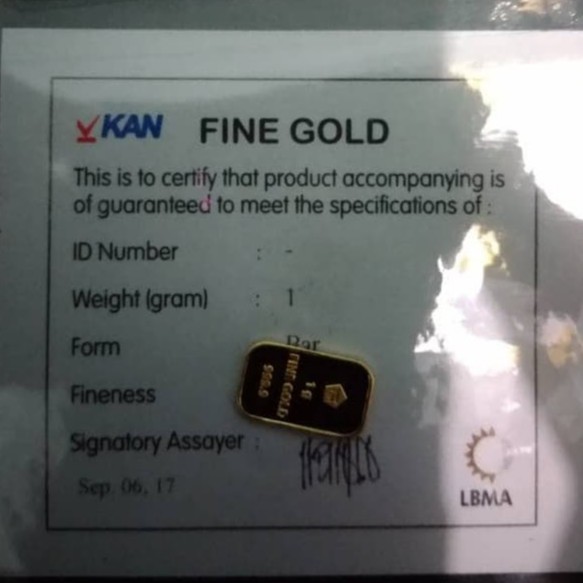 KAN FINE GOLD
This is to certify that product accompanying is
of guaranteed to meet the specifications of :
ID Number : -
Weight (gram) : 1
Form Bar
Fineness
Signatory Assayer :
Sep 06, 17
LBMA
1 g
FINE GOLD
999.9